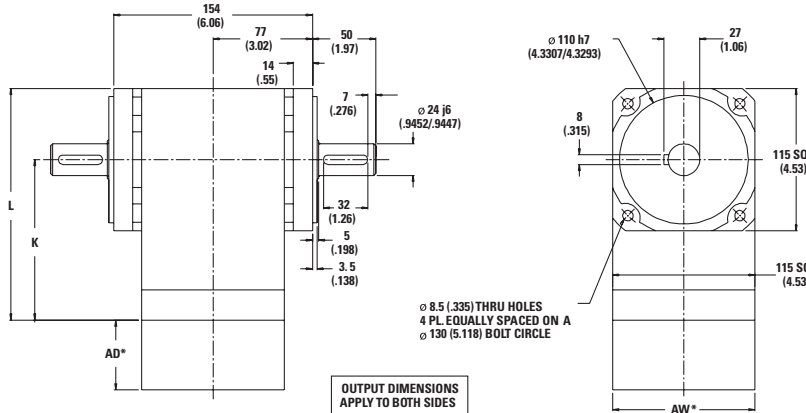 154
(6.06)
77
(3.02)
50
(1.97)
14
(.55)
7
(.276)
ø 24 j6
(.9452/.9447)
L
K
32
(1.26)
5
(.198)
3. 5
(.138)
AD*
OUTPUT DIMENSIONS
APPLY TO BOTH SIDES
ø 110 h7
(4.3307/4.3293)
27
(1.06)
8
(.315)
115 SQ
(4.53)
115 SQ
(4.53)
ø 8.5 (.335) THRU HOLES
4 PL. EQUALLY SPACED ON A
ø 130 (5.118) BOLT CIRCLE
AW*